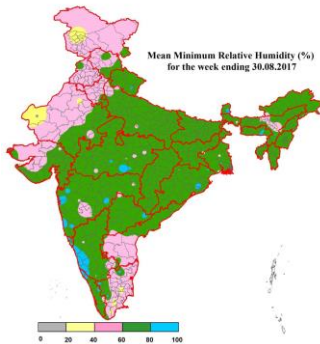 Mean Minimum Relative Humidity (%)
for the week ending 30.08.2017
0 20 40 60 80 100